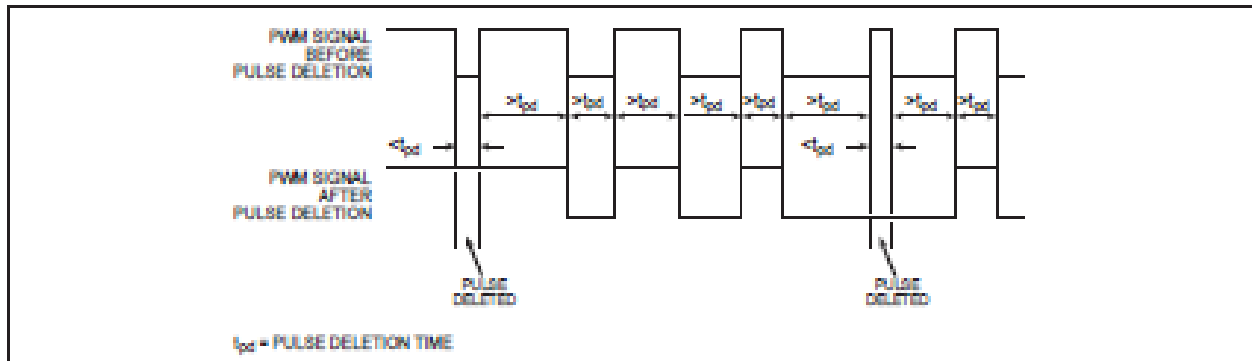 PWM SIGNAL
BEFORE
PULSE DELETION
>tpd >tpd >tpd >tpd >tpd >tpd >tpd >tpd
<tpd <tpd
PWM SIGNAL
AFTER
PULSE DELETION
PULSE
DELETED
PULSE
DELETED
tpd = PULSE DELETION TIME